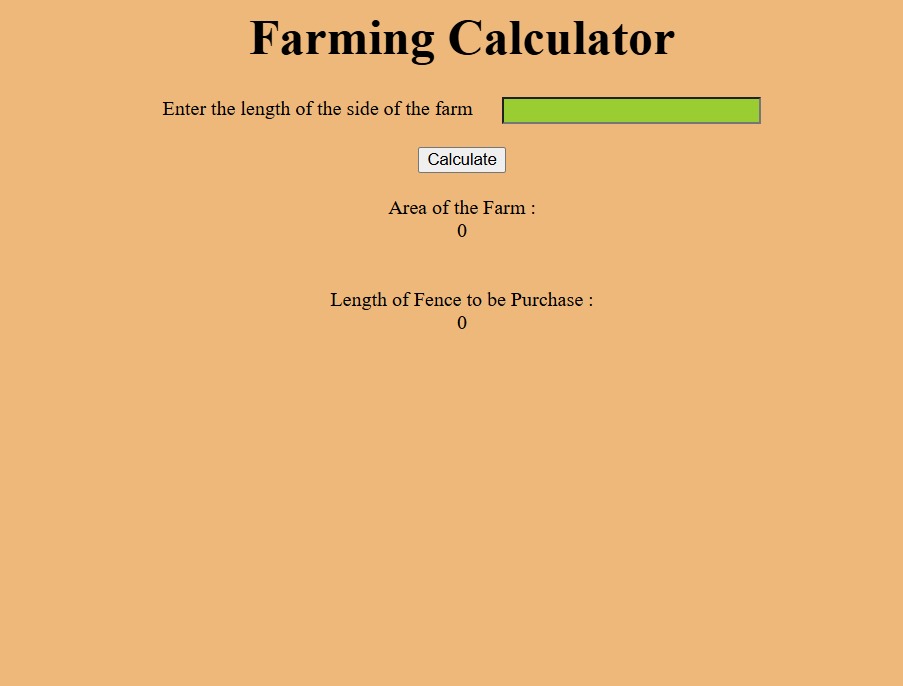 Farming Calculator
Enter the length of the side of the farm
Calculate
Area of the Farm :
0
Length of Fence to be Purchase :
0